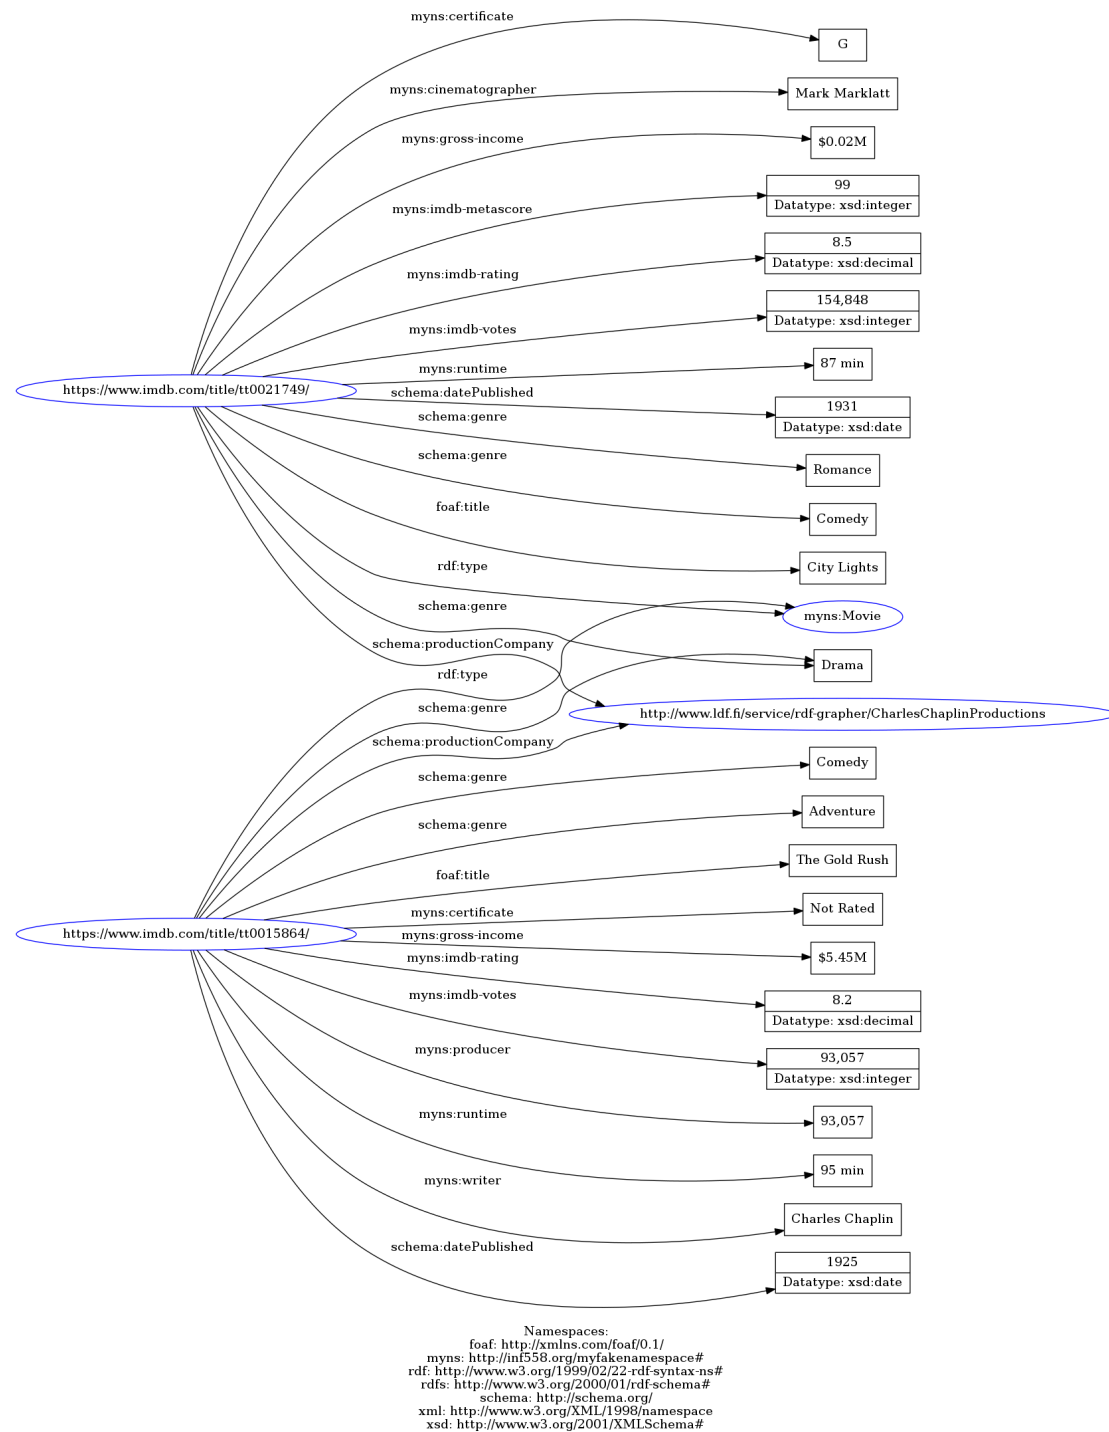 myns:certificate
G
myns:cinematographer
Mark Marklatt
myns:gross-income
$0.02M
myns:imdb-metascore
99
Datatype: xsd:integer
myns:imdb-rating
8.5
Datatype: xsd:decimal
myns:imdb-votes
154,848
Datatype: xsd:integer
myns:runtime
87 min
https://www.imdb.com/title/tt0021749/
schema:datePublished
1931
Datatype: xsd:date
schema:genre
Romance
schema:genre
Comedy
foaf:title
City Lights
rdf:type
myns:Movie
schema:genre
Drama
schema:productionCompany
rdf:type
schema:genre
http://www.ldf.fi/service/rdf-grapher/CharlesChaplinProductions
schema:productionCompany
Comedy
schema:genre
Adventure
schema:genre
The Gold Rush
foaf:title
Not Rated
myns:certificate
https://www.imdb.com/title/tt0015864/
myns:gross-income
$5.45M
myns:imdb-rating
8.2
Datatype: xsd:decimal
myns:imdb-votes
93,057
Datatype: xsd:integer
myns:producer
93,057
myns:runtime
95 min
myns:writer
Charles Chaplin
schema:datePublished
1925
Datatype: xsd:date
Namespaces:
foaf: http://xmlns.com/foaf/0.1/
myns: http://inf558.org/myfakenamespace#
rdf: http://www.w3.org/1999/02/22-rdf-syntax-ns#
rdfs: http://www.w3.org/2000/01/rdf-schema#
schema: http://schema.org/
xml: http://www.w3.org/XML/1998/namespace
xsd: http://www.w3.org/2001/XMLSchema#